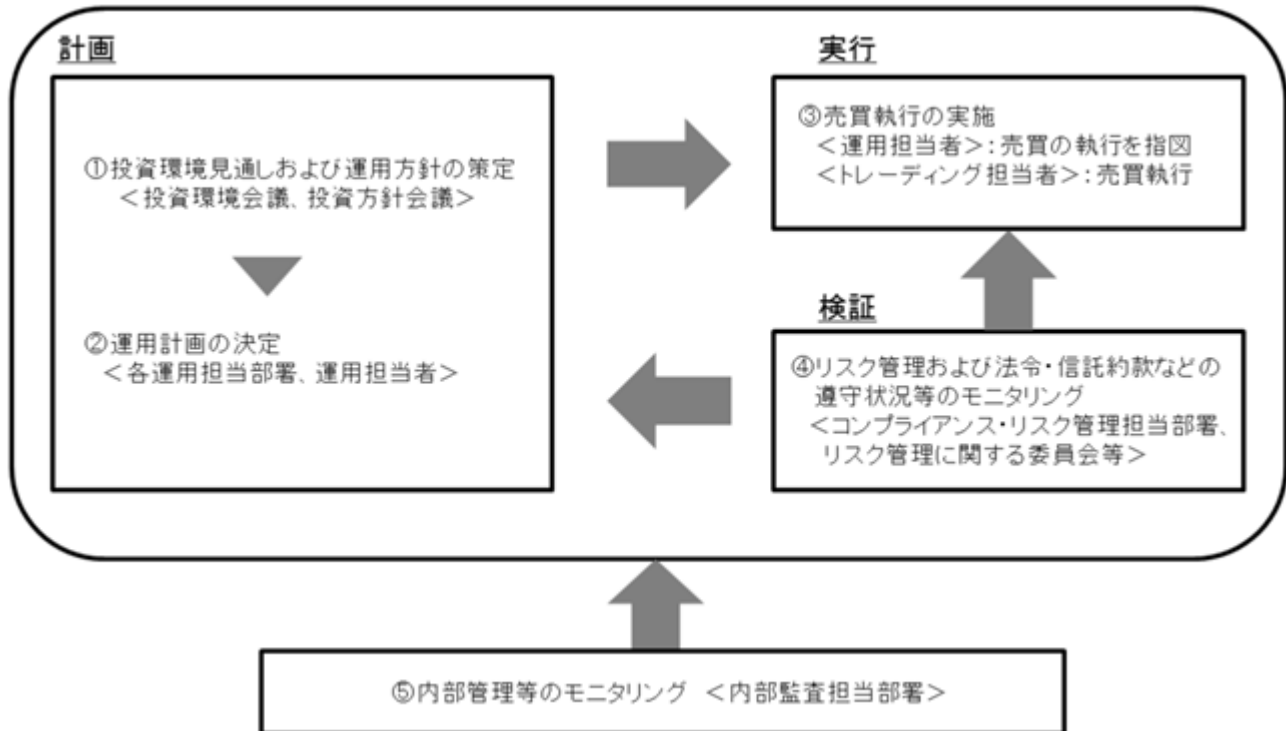 計画
①投資環境見通しおよび運用方針の策定
＜投資環境会議、投資方針会議＞
②運用計画の決定
＜各運用担当部署、運用担当者＞
実行
③売買執行の実施
＜運用担当者＞：売買の執行を指図
＜トレーディング担当者＞：売買執行
検証
④リスク管理および法令・信託約款などの
遵守状況等のモニタリング
＜コンプライアンス・リスク管理担当部署、
リスク管理に関する委員会等＞
⑤内部管理等のモニタリング　＜内部監査担当部署＞